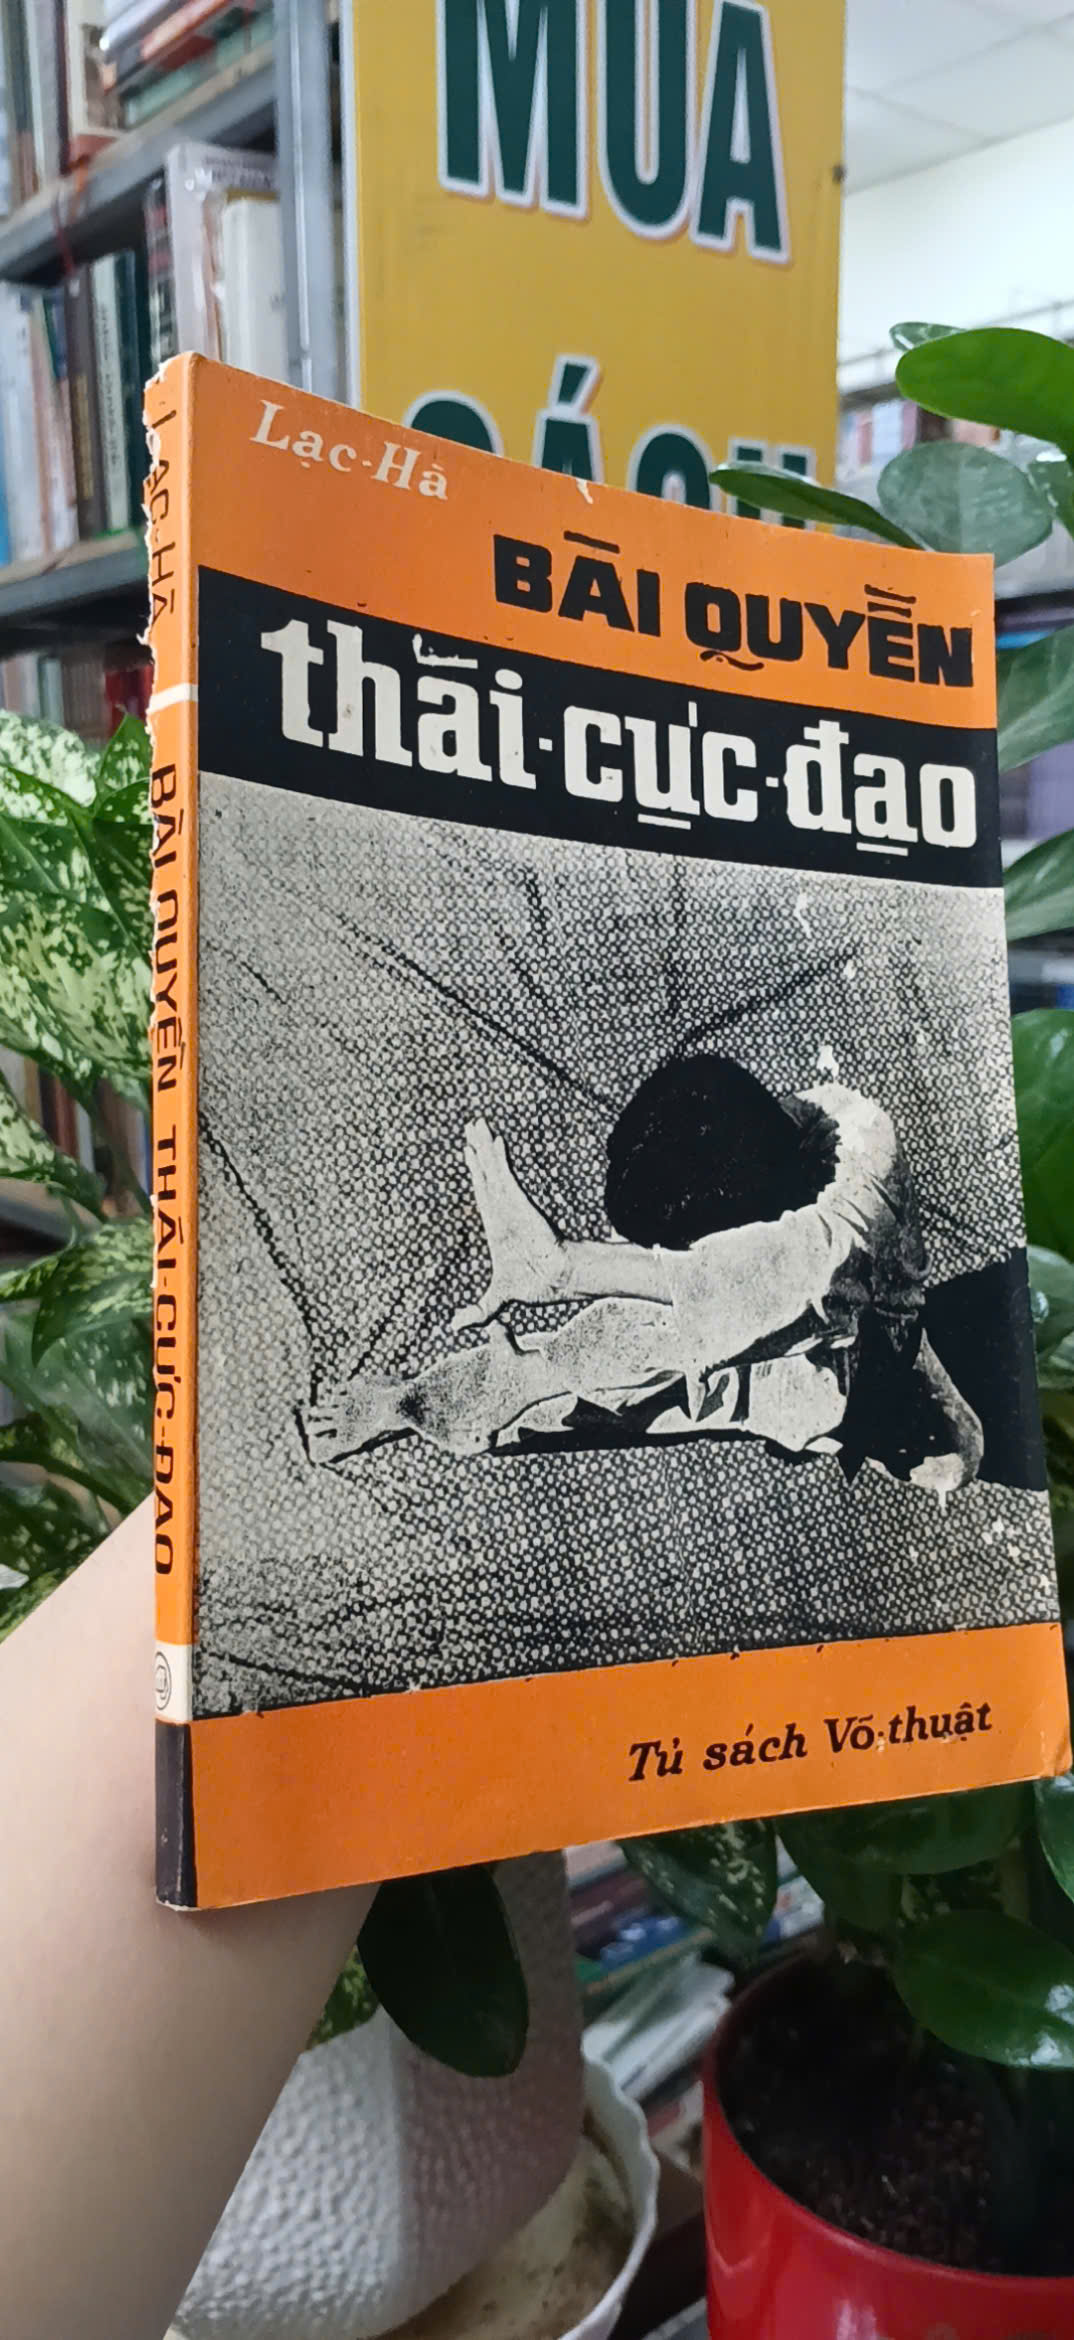 MUA
SÁCH
Lạc-Hà
BÀI QUYỀN
thái-cực-đạo
Tủ sách Võ-thuật
LẠC-HÀ BÀI QUYỀN THÁI-CỰC-ĐẠO